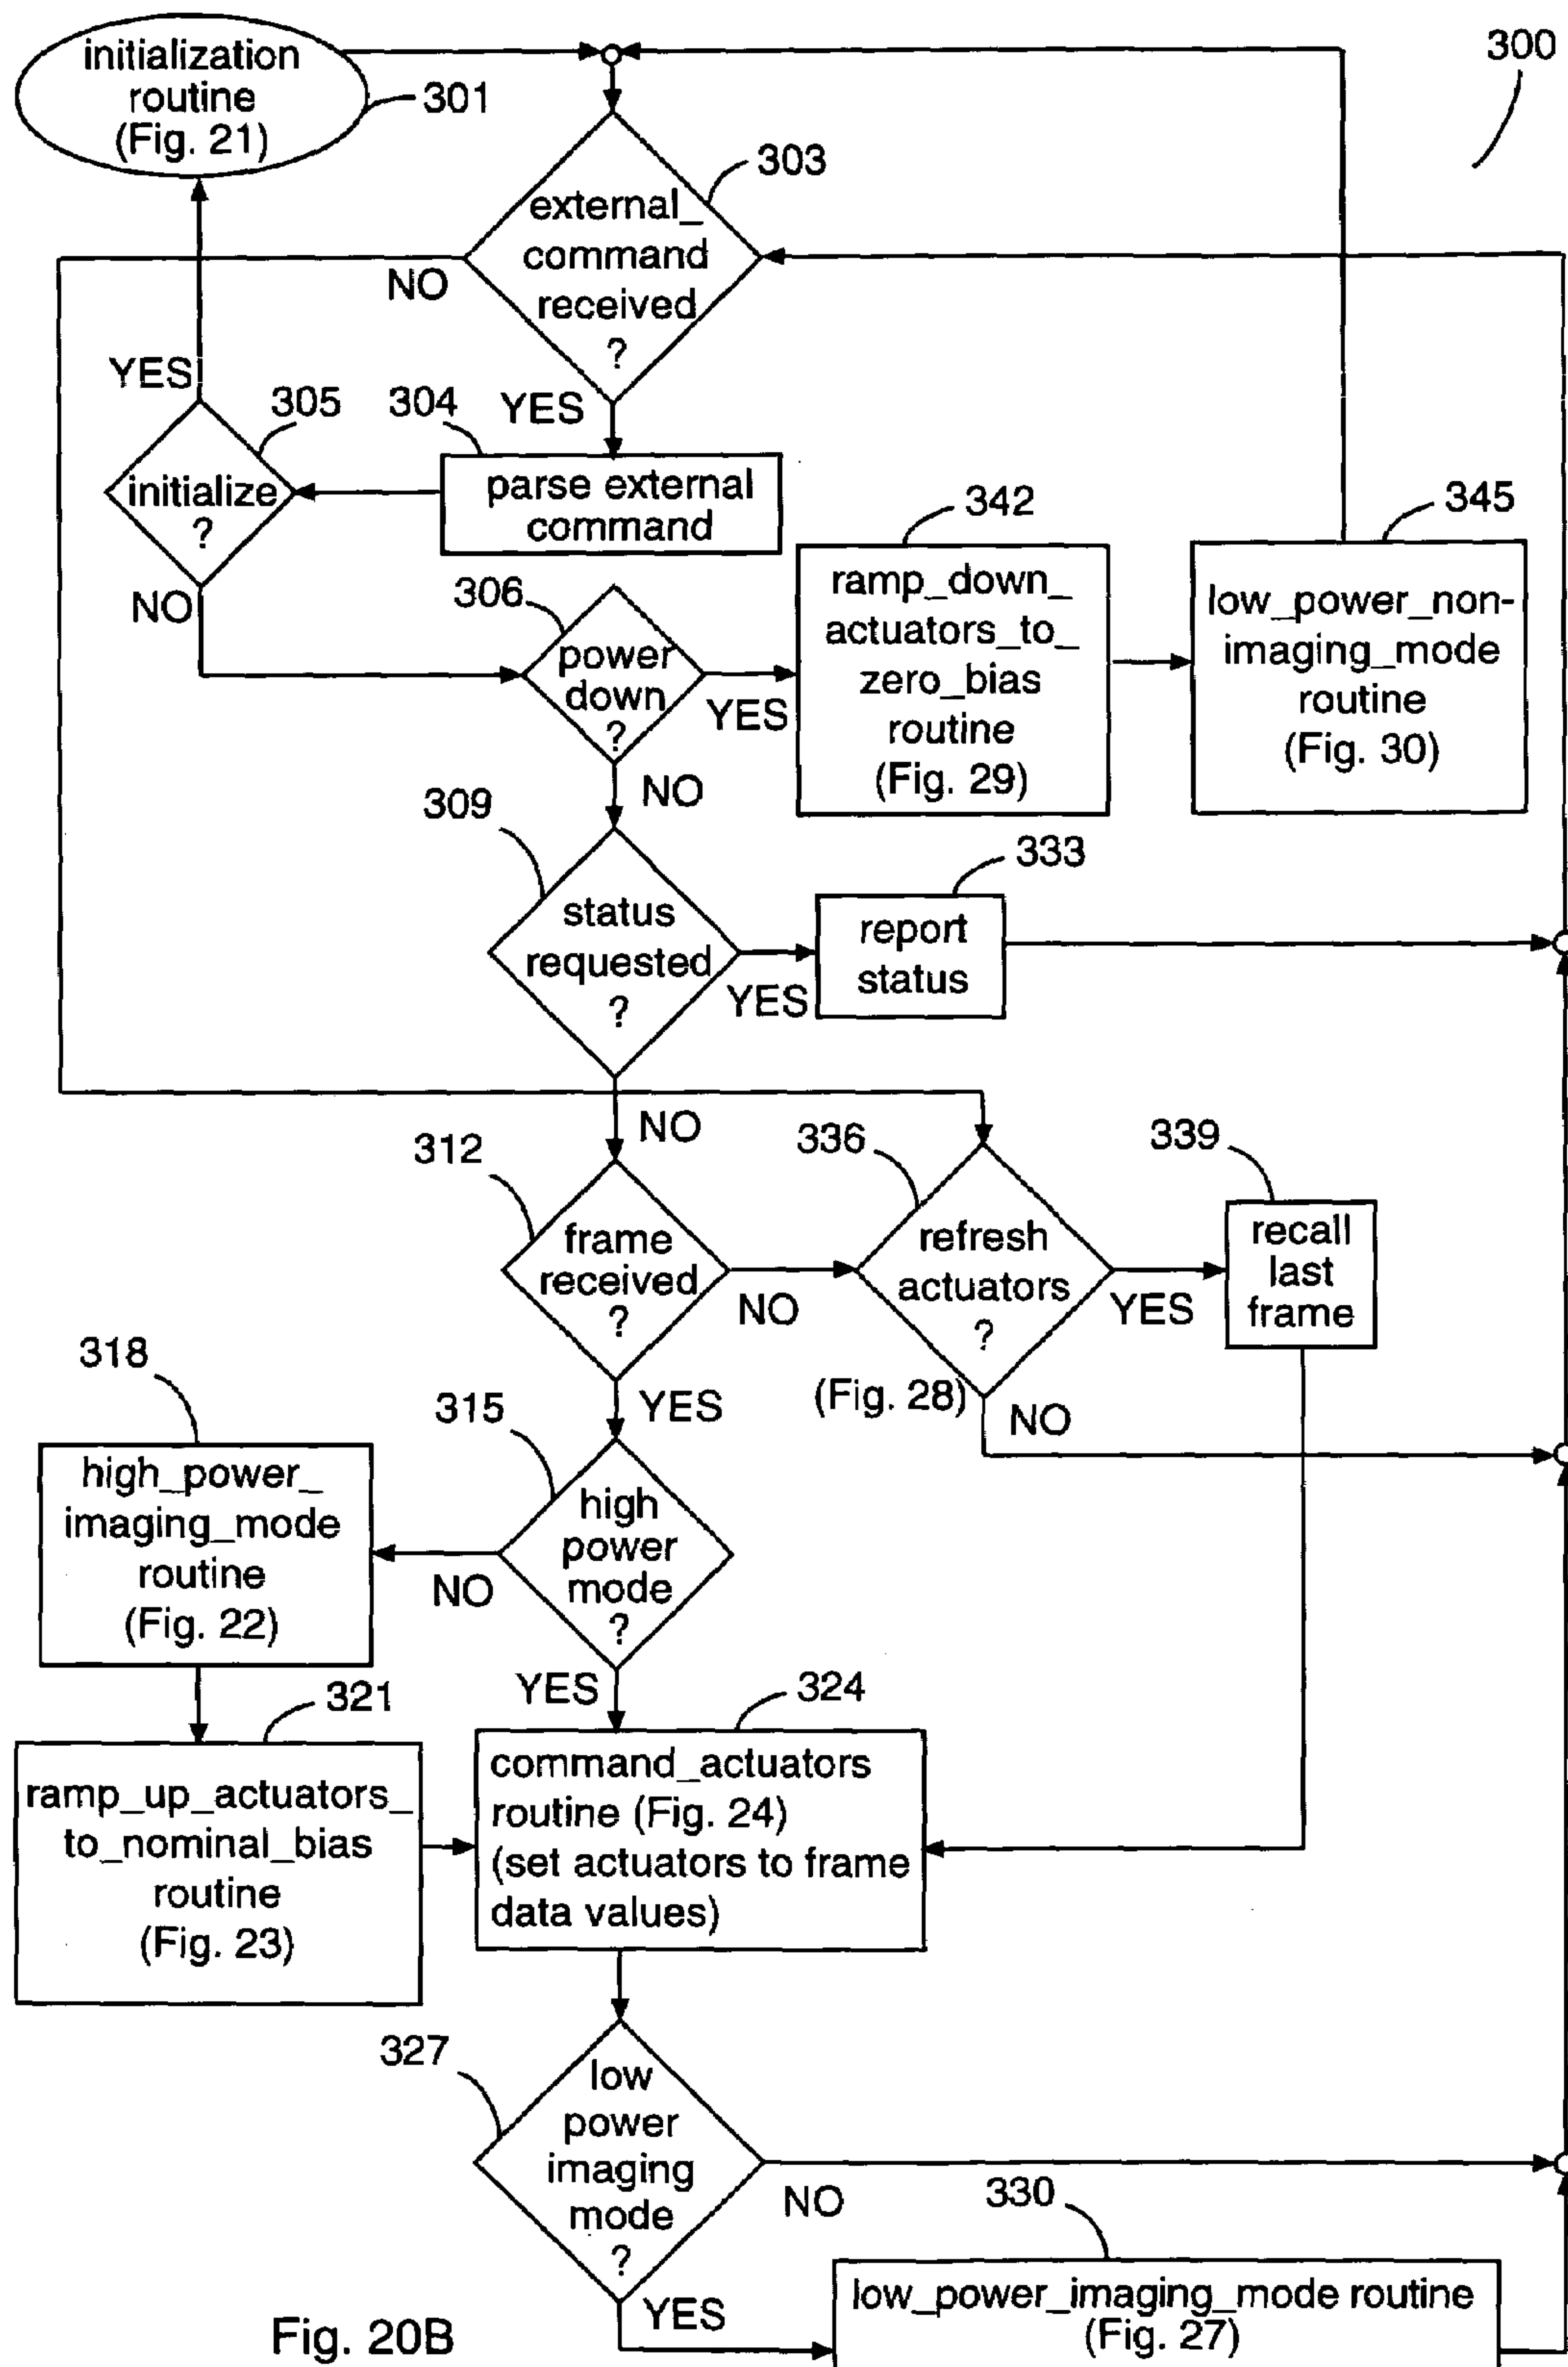 initialization
routine
(Fig. 21)
301
300
303
external_
command
received
?
NO
YES
YES
305
304
initialize
?
parse external
command
NO
342
345
306
power
down
?
YES
ramp_down_
actuators_to_
zero_bias
routine
(Fig. 29)
low_power_non-
imaging_mode
routine
(Fig. 30)
NO
309
333
status
requested
?
YES
report
status
NO
312
336
339
frame
received
?
NO
refresh
actuators
?
YES
recall
last
frame
(Fig. 28)
NO
YES
318
315
high_power_
imaging_mode
routine
(Fig. 22)
high
power
mode
?
NO
YES
321
324
ramp_up_actuators_
to_nominal_bias
routine
(Fig. 23)
command_actuators
routine (Fig. 24)
(set actuators to frame
data values)
327
low
power
imaging
mode
?
NO
330
YES
low_power_imaging_mode routine
(Fig. 27)
Fig. 20B